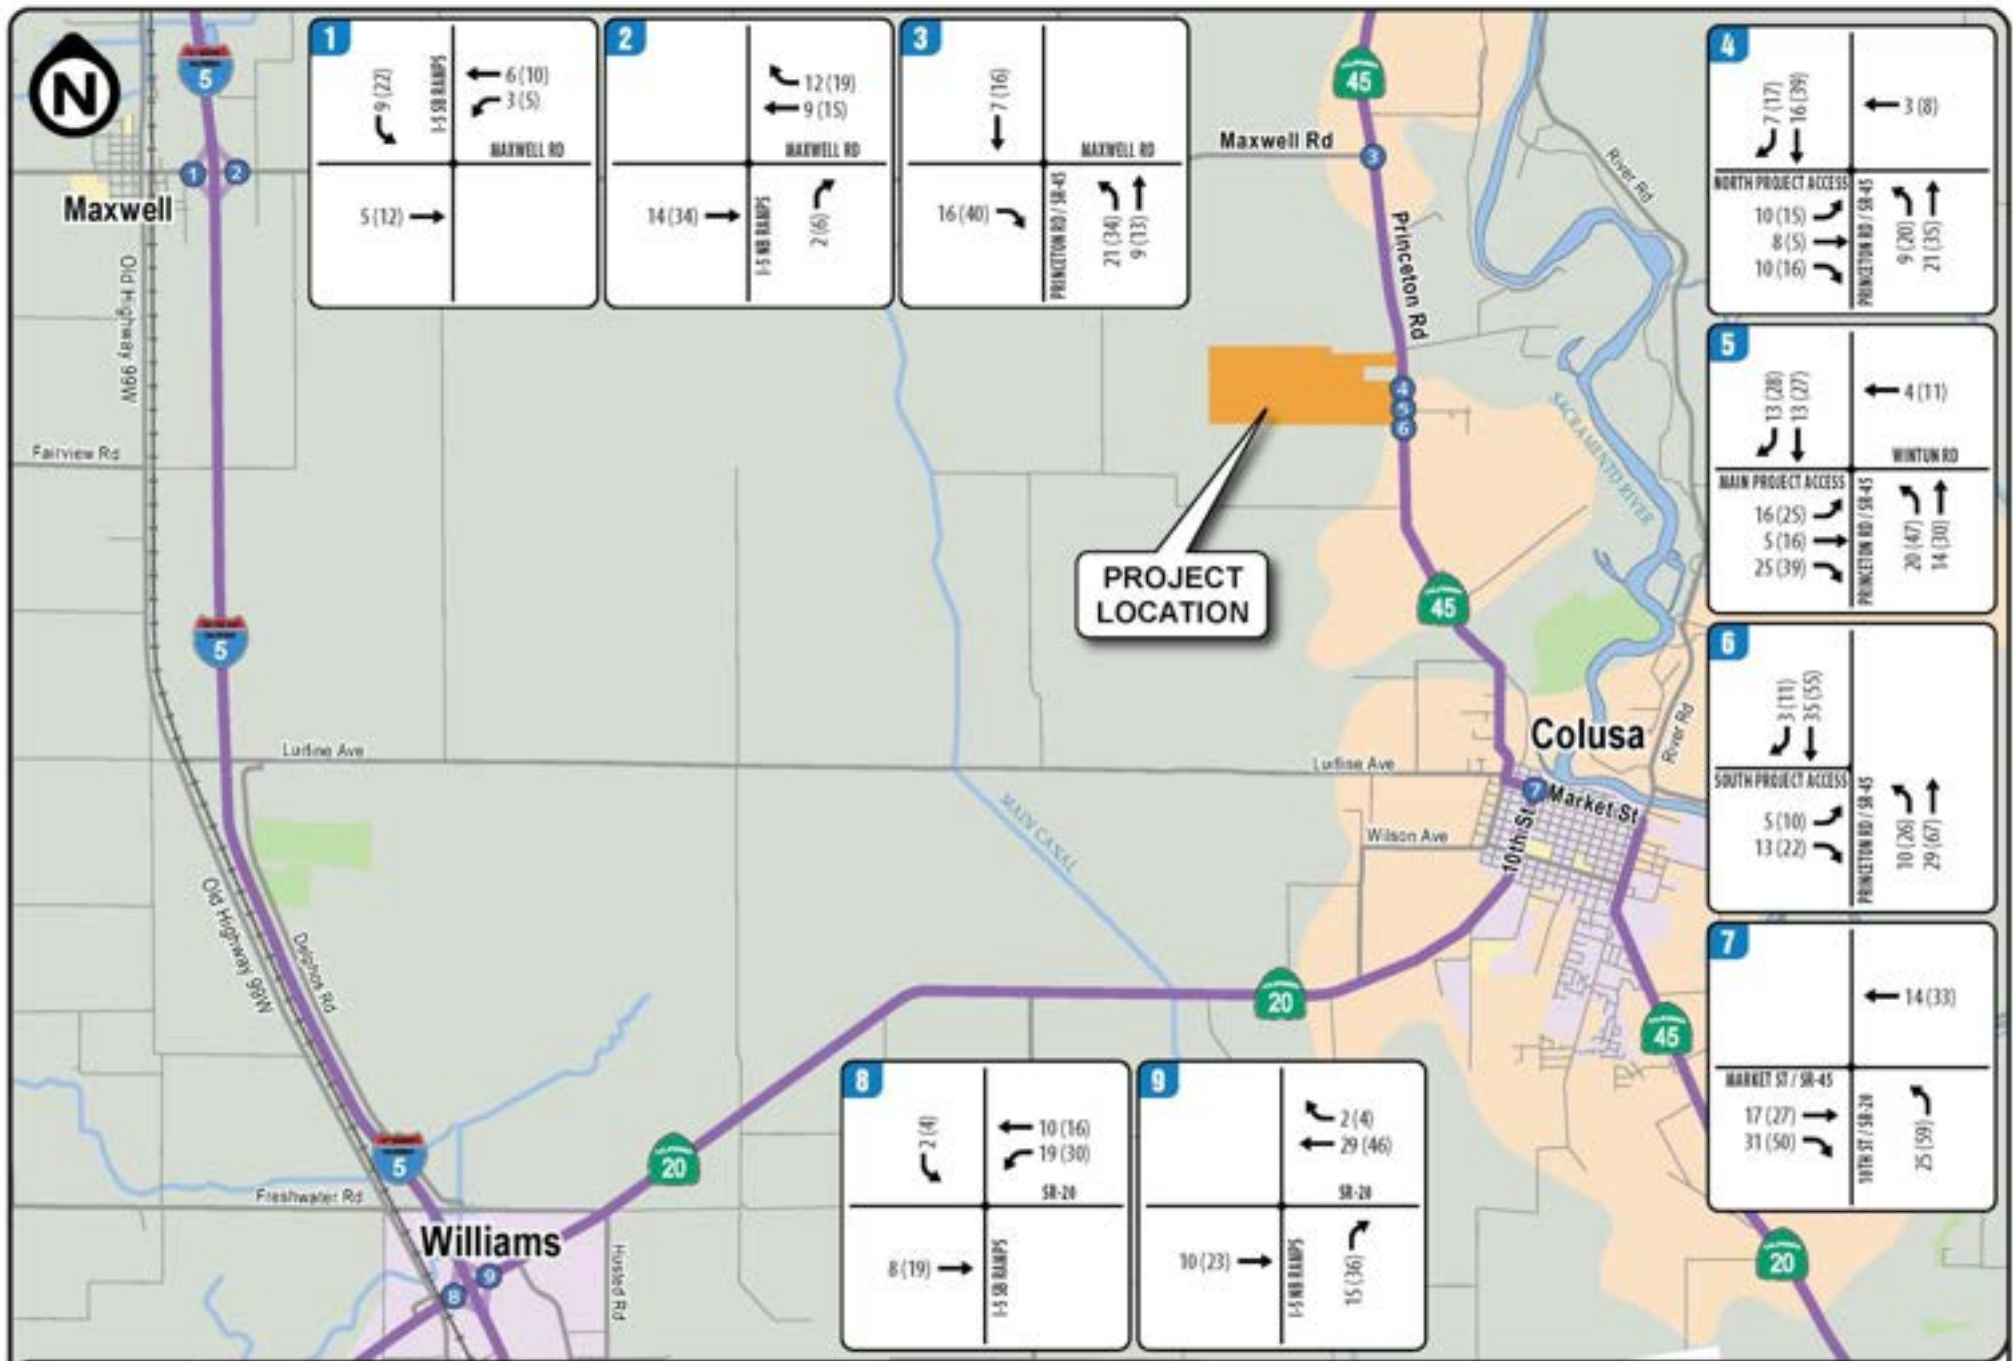 N
5
1
9 (22)
I-5 SB RAMPS
6 (10)
3 (5)
MAXWELL RD
5 (12)
2
12 (19)
9 (15)
MAXWELL RD
14 (34)
I-5 NB RAMPS
2 (6)
3
7 (16)
MAXWELL RD
16 (40)
PRINCETON RD / SR-45
21 (34)
9 (13)
45
Maxwell Rd
3
River Rd
4
7 (17)
16 (39)
3 (8)
NORTH PROJECT ACCESS
10 (15)
8 (5)
10 (16)
PRINCETON RD / SR-45
9 (20)
21 (35)
1
2
Maxwell
Old Highway 99W
Princeton Rd
4
5
6
SACRAMENTO RIVER
5
13 (28)
13 (27)
4 (11)
WINTUN RD
MAIN PROJECT ACCESS
16 (25)
5 (16)
25 (39)
PRINCETON RD / SR-45
20 (47)
14 (30)
Fairview Rd
PROJECT
LOCATION
45
5
6
3 (11)
35 (55)
SOUTH PROJECT ACCESS
5 (10)
13 (22)
PRINCETON RD / SR-45
10 (26)
29 (67)
Colusa
River Rd
Lurline Ave
Lurline Ave
7
Market St
10th St
Wilson Ave
MAIN CANAL
Old Highway 99W
Delphos Rd
20
45
7
14 (33)
MARKET ST / SR-45
17 (27)
31 (50)
10TH ST / SR-20
25 (59)
8
2 (4)
10 (16)
19 (30)
SR-20
8 (19)
I-5 SB RAMPS
9
2 (4)
29 (46)
SR-20
10 (23)
I-5 NB RAMPS
15 (36)
5
20
Freshwater Rd
Williams
Husted Rd
9
8
20